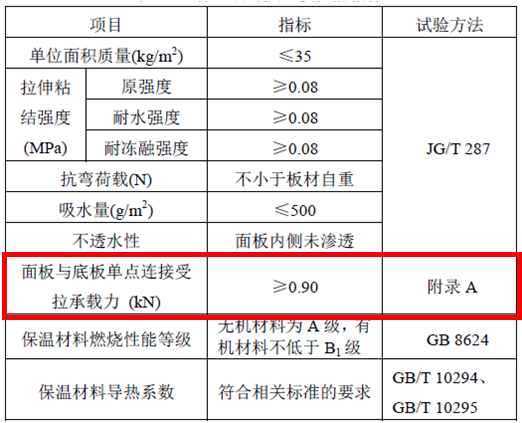 项目 指标 试验方法
单位面积质量(kg/m²) ≤35
拉伸粘 原强度 ≥0.08
结强度 耐水强度 ≥0.08
(MPa) 耐冻融强度 ≥0.08
JG/T 287
抗弯荷载(N) 不小于板材自重
吸水量(g/m²) ≤500
不透水性 面板内侧未渗透
面板与底板单点连接受
拉承载力 (kN) ≥0.90 附录 A
保温材料燃烧性能等级 无机材料为 A 级，有
机材料不低于 B₁ 级 GB 8624
保温材料导热系数 符合相关标准的要求 GB/T 10294、
GB/T 10295